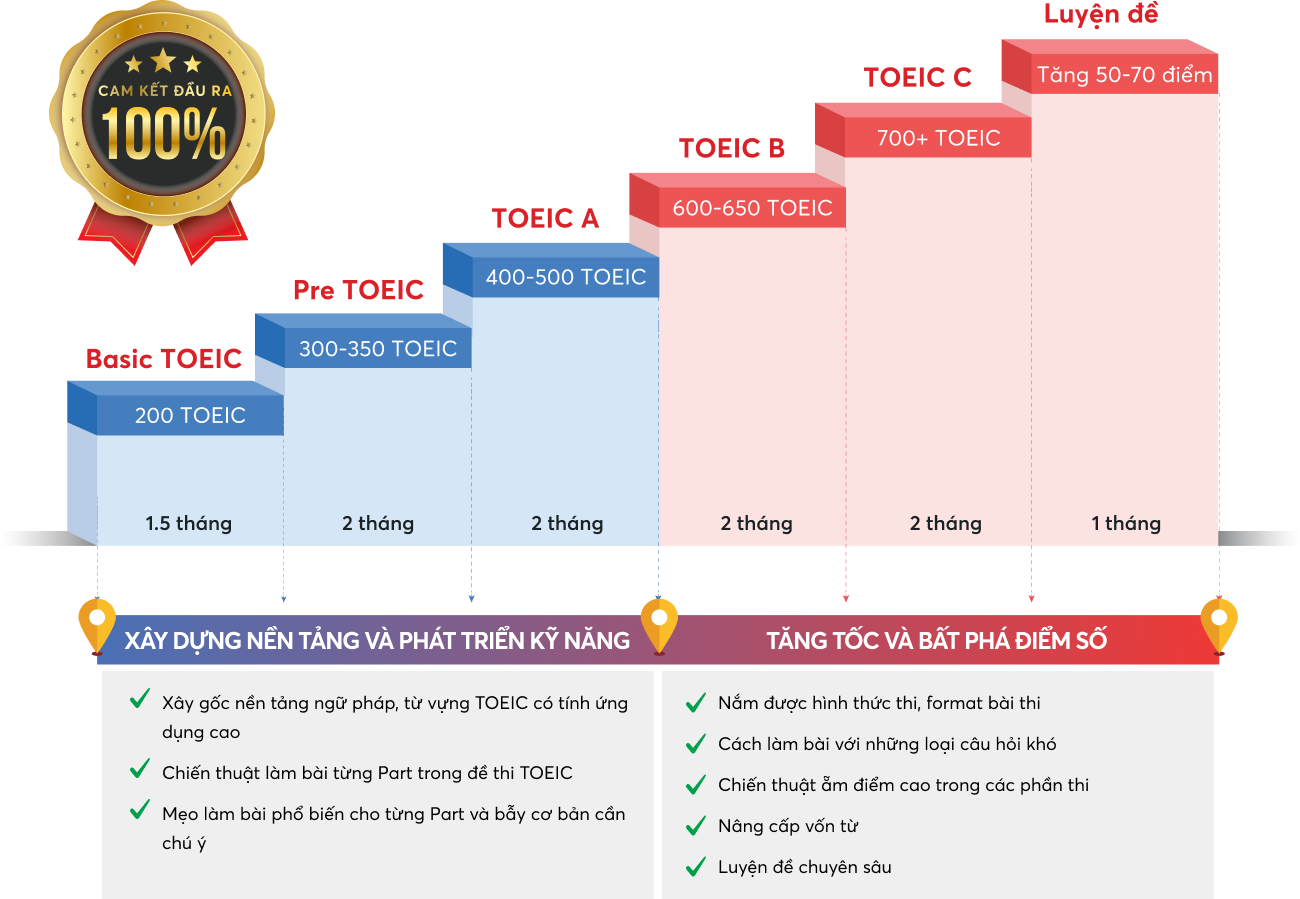 CAM KẾT ĐẦU RA
100%
Luyện đề
Tăng 50-70 điểm
TOEIC C
700+ TOEIC
TOEIC B
600-650 TOEIC
TOEIC A
400-500 TOEIC
Pre TOEIC
300-350 TOEIC
Basic TOEIC
200 TOEIC
1.5 tháng
2 tháng
2 tháng
2 tháng
2 tháng
1 tháng
XÂY DỰNG NỀN TẢNG VÀ PHÁT TRIỂN KỸ NĂNG
Xây gốc nền tảng ngữ pháp, từ vựng TOEIC có tính ứng
dụng cao
Chiến thuật làm bài từng Part trong đề thi TOEIC
Mẹo làm bài phổ biến cho từng Part và bẫy cơ bản cần
chú ý
TĂNG TỐC VÀ BẤT PHÁ ĐIỂM SỐ
Nắm được hình thức thi, format bài thi
Cách làm bài với những loại câu hỏi khó
Chiến thuật ẵm điểm cao trong các phần thi
Nâng cấp vốn từ
Luyện đề chuyên sâu